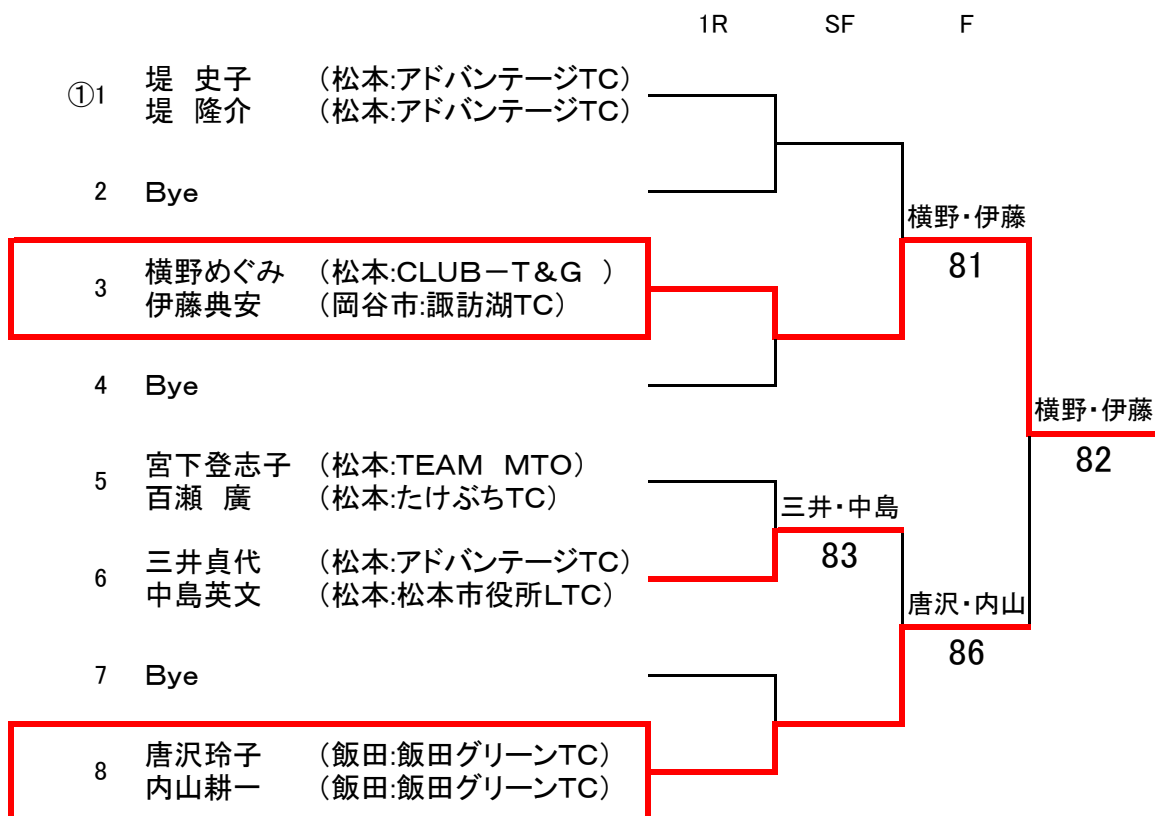 1R SF F
①1 堤 史子 (松本:アドバンテージTC)
堤 隆介 (松本:アドバンテージTC)
2 Bye
横野・伊藤
81
3 横野めぐみ (松本:CLUB-T&G )
伊藤典安 (岡谷市:諏訪湖TC)
4 Bye
横野・伊藤
82
5 宮下登志子 (松本:TEAM MTO)
百瀬 廣 (松本:たけぶちTC)
三井・中島
83
6 三井貞代 (松本:アドバンテージTC)
中島英文 (松本:松本市役所LTC)
唐沢・内山
86
7 Bye
8 唐沢玲子 (飯田:飯田グリーンTC)
内山耕一 (飯田:飯田グリーンTC)